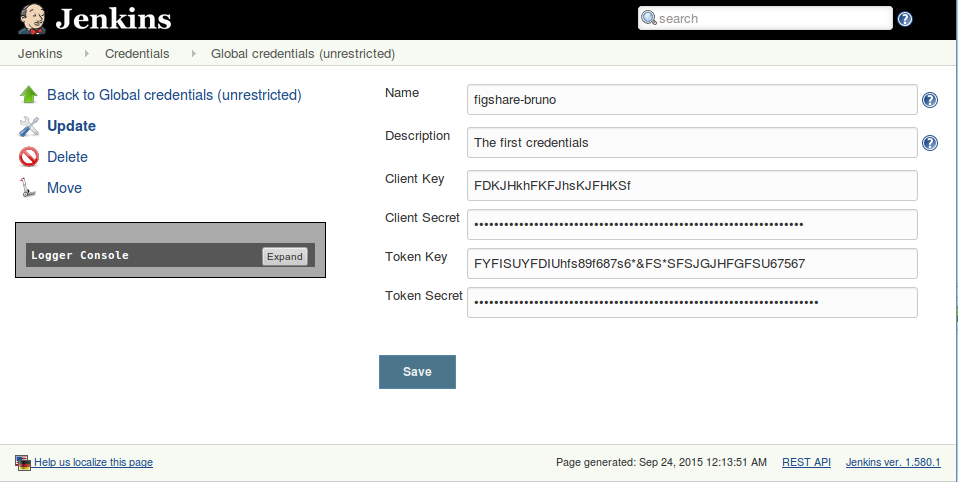 Jenkins
search
Jenkins Credentials Global credentials (unrestricted)
Back to Global credentials (unrestricted)
Update
Delete
Move
Logger Console Expand
Name figshare-bruno
Description The first credentials
Client Key FDKJHkhFKFJhsKJFHKSf
Client Secret
Token Key FYFISUYFDIUhfs89f687s6*&FS*SFSJGJHFGFSU67567
Token Secret
Save
Help us localize this page
Page generated: Sep 24, 2015 12:13:51 AM REST API Jenkins ver. 1.580.1